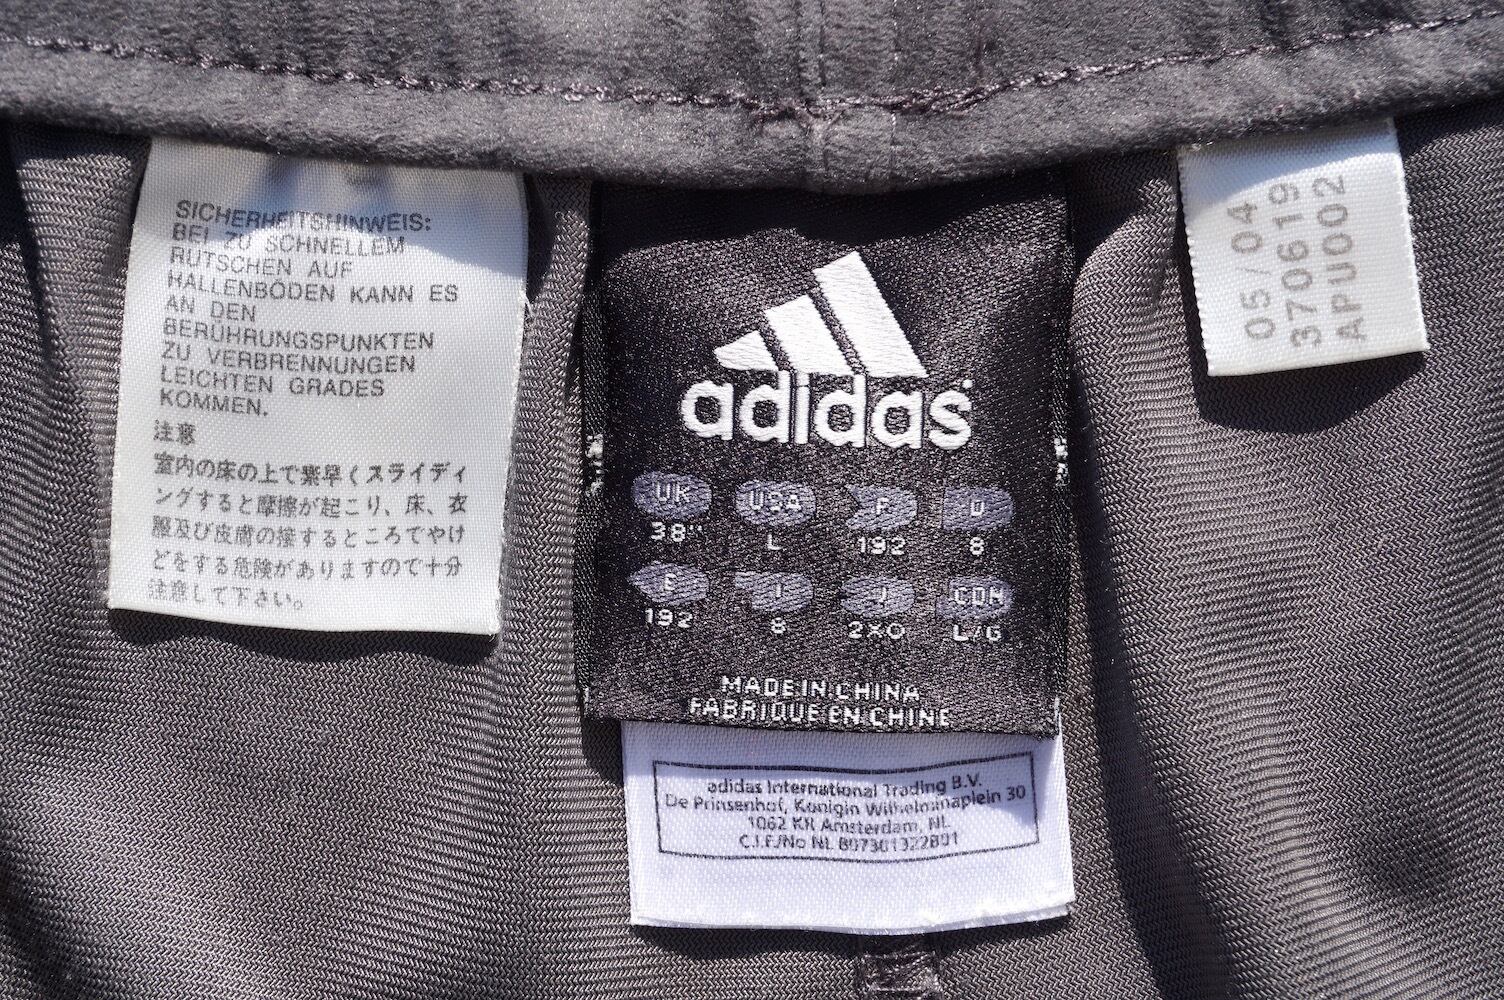 SICHERHEITSHINWEIS:
BEI ZU SCHNELLEM
RUTSCHEN AUF
HALLENBÖDEN KANN ES
AN DEN
BERÜHRUNGSPUNKTEN
ZU VERBRENNUNGEN
LEICHTEN GRADES
KOMMEN.
注意
室内の床の上で素早くスライディ
ングすると摩擦が起こり、床、衣
服及び皮膚の接するところでやけ
どをする危険がありますので十分
注意して下さい。
adidas
UK USA F D
38" L 192 8
E I J CDN
192 8 2XO L/G
MADE IN CHINA
FABRIQUE EN CHINE
adidas International Trading B.V.
De Prinsenhof, Konigin Wilhelminaplein 30
1062 KR Amsterdam, NL
C.I.F/No NL 807301322B01
05/04
370619
APU002